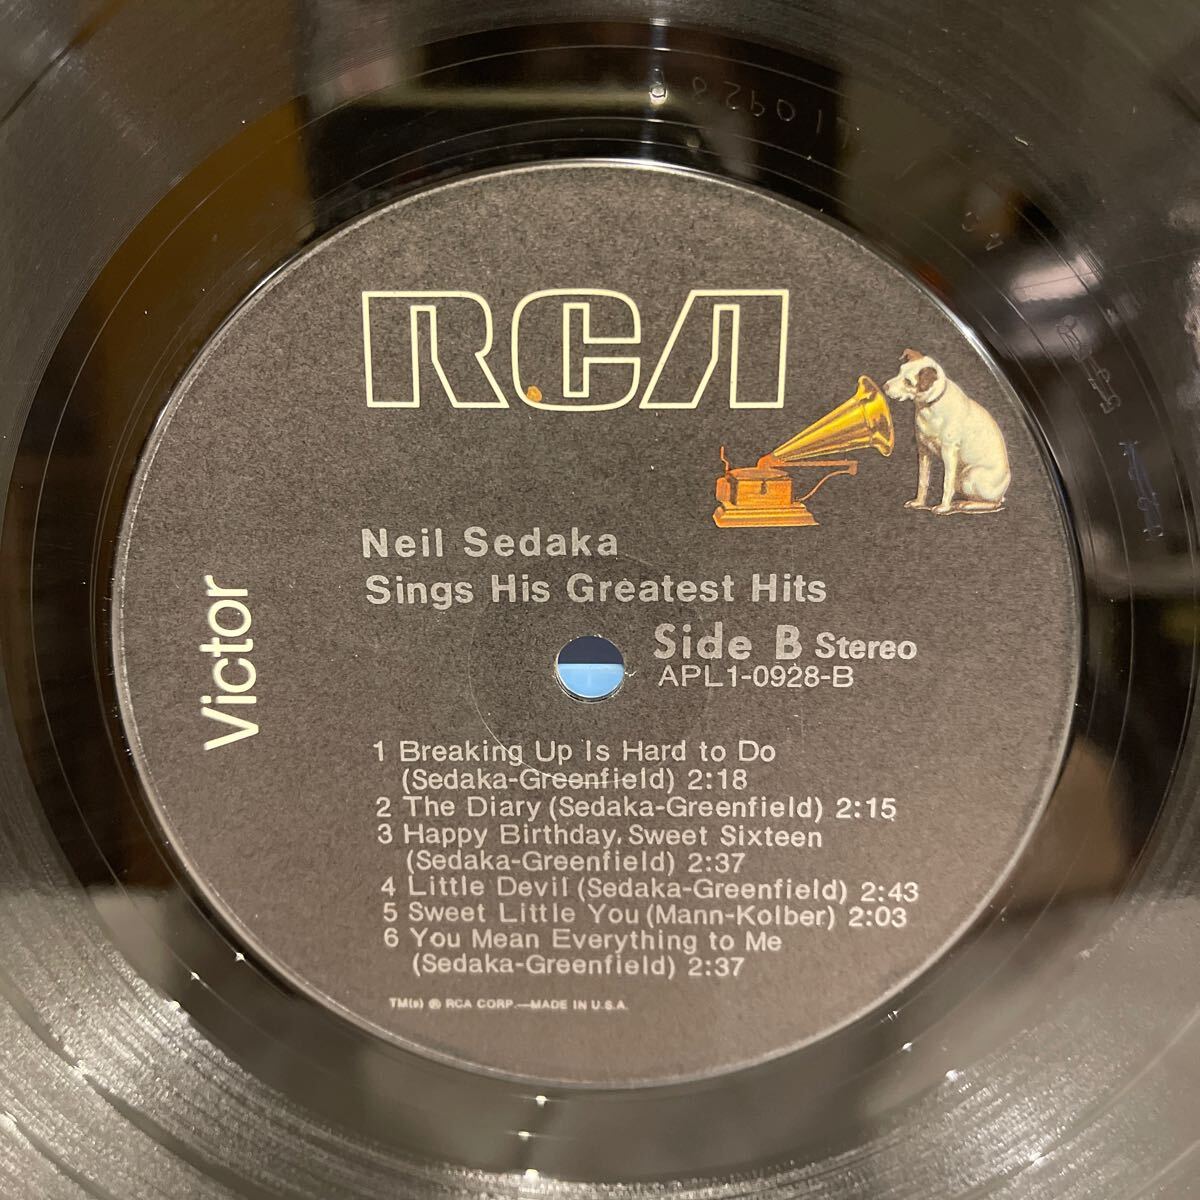 RCA
Victor
Neil Sedaka
Sings His Greatest Hits
Side B Stereo
APL1-0928-B
1 Breaking Up Is Hard to Do
(Sedaka-Greenfield) 2:18
2 The Diary (Sedaka-Greenfield) 2:15
3 Happy Birthday, Sweet Sixteen
(Sedaka-Greenfield) 2:37
4 Little Devil (Sedaka-Greenfield) 2:43
5 Sweet Little You (Mann-Kolber) 2:03
6 You Mean Everything to Me
(Sedaka-Greenfield) 2:37
TM(s) ® RCA CORP.—MADE IN U.S.A.